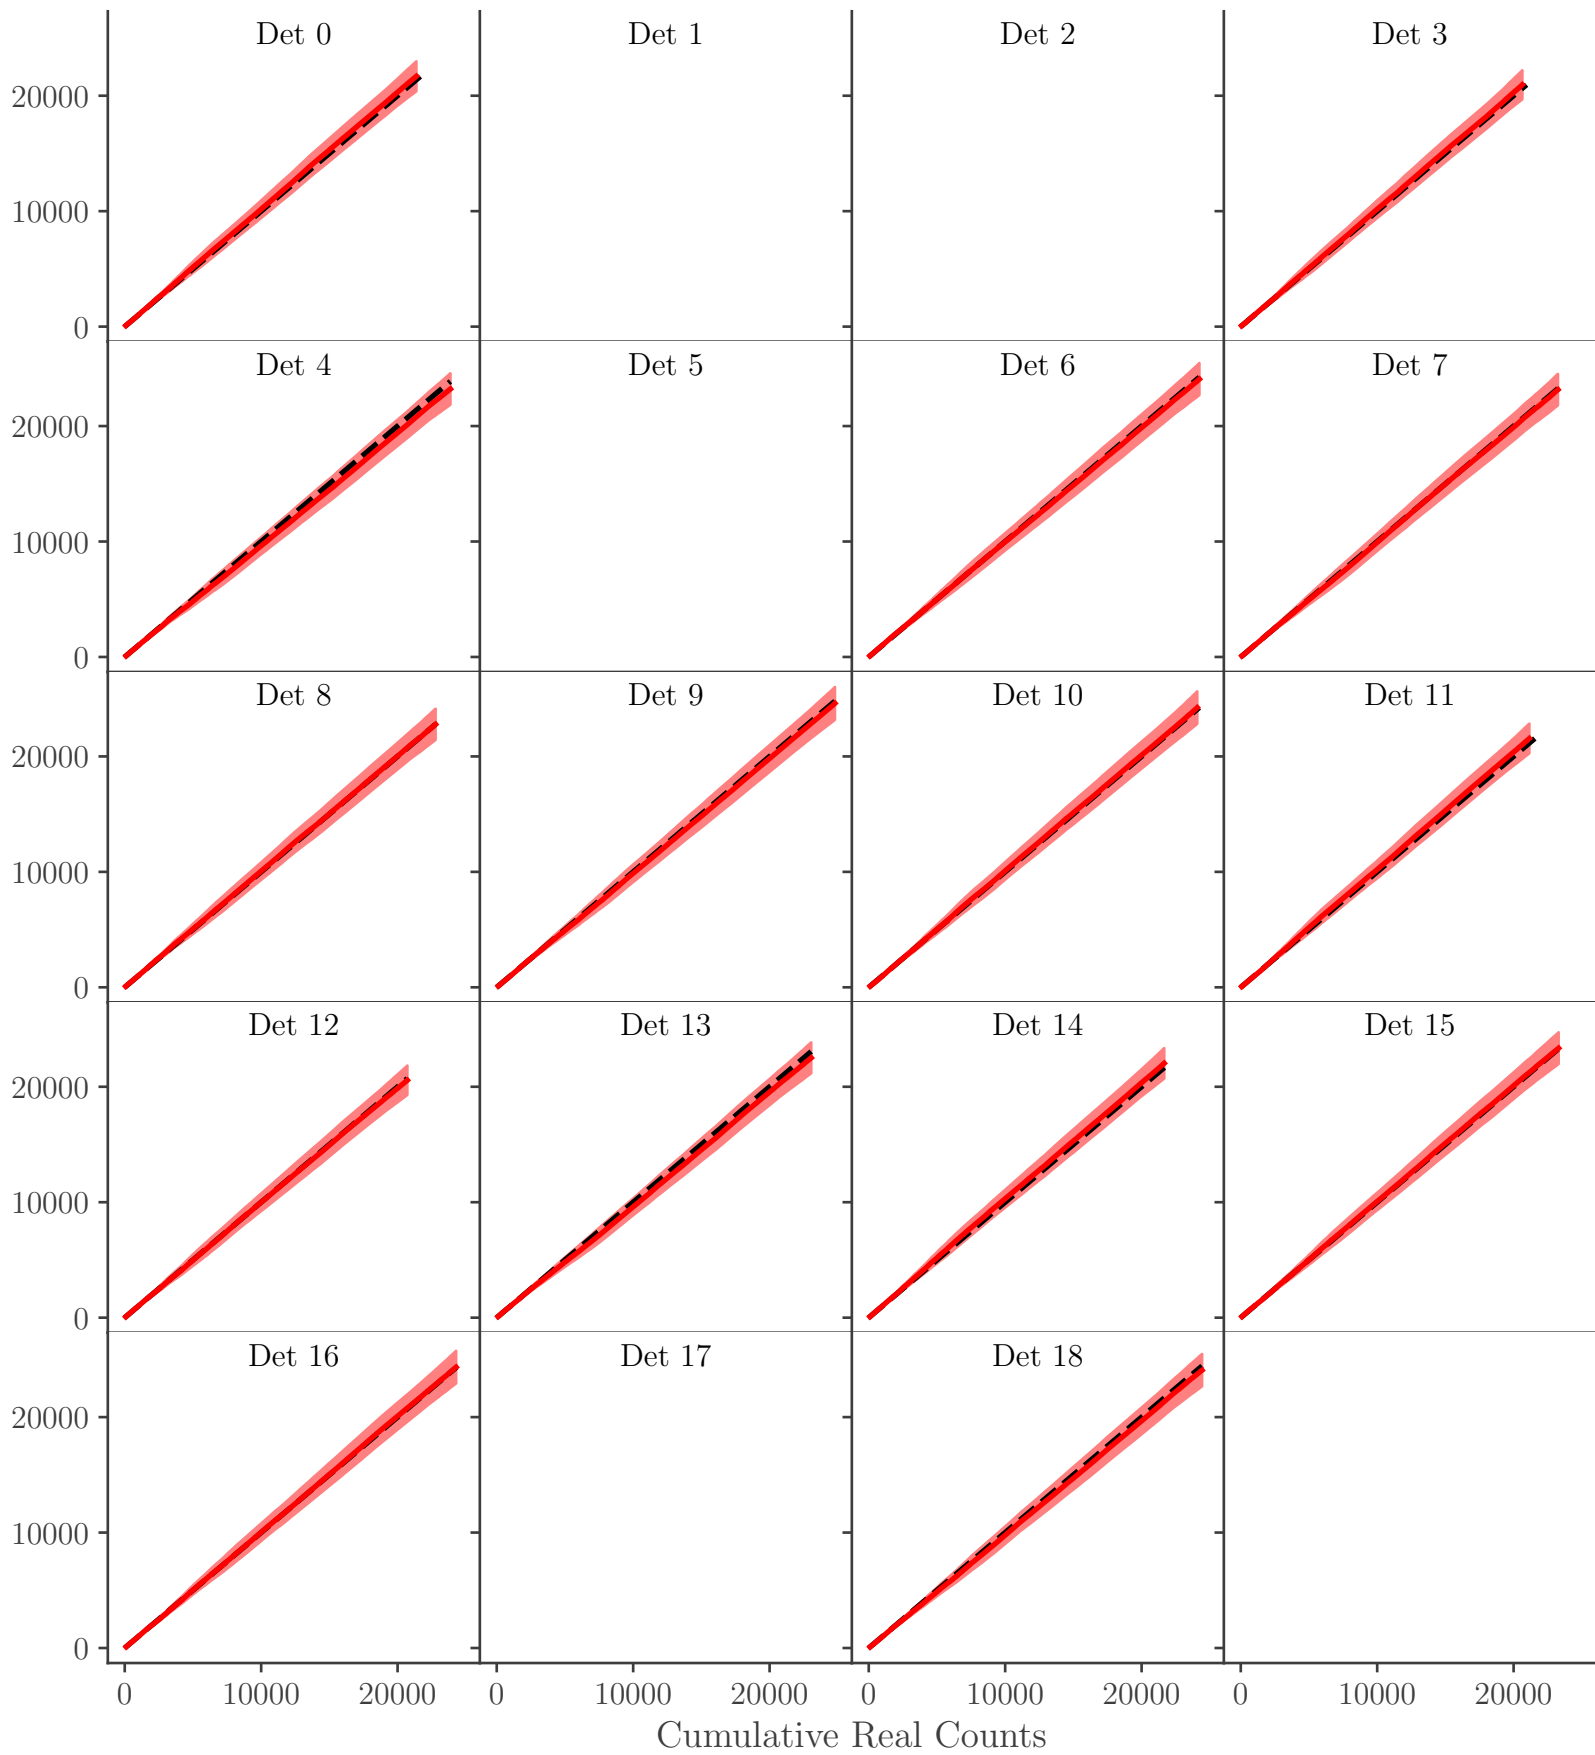 Det 0 Det 1 Det 2 Det 3
20000
10000
0
Det 4 Det 5 Det 6 Det 7
20000
10000
0
Det 8 Det 9 Det 10 Det 11
20000
10000
0
Det 12 Det 13 Det 14 Det 15
20000
10000
0
Det 16 Det 17 Det 18
20000
10000
0
0 10000 20000 0 10000 20000 0 10000 20000 0 10000 20000
Cumulative Real Counts